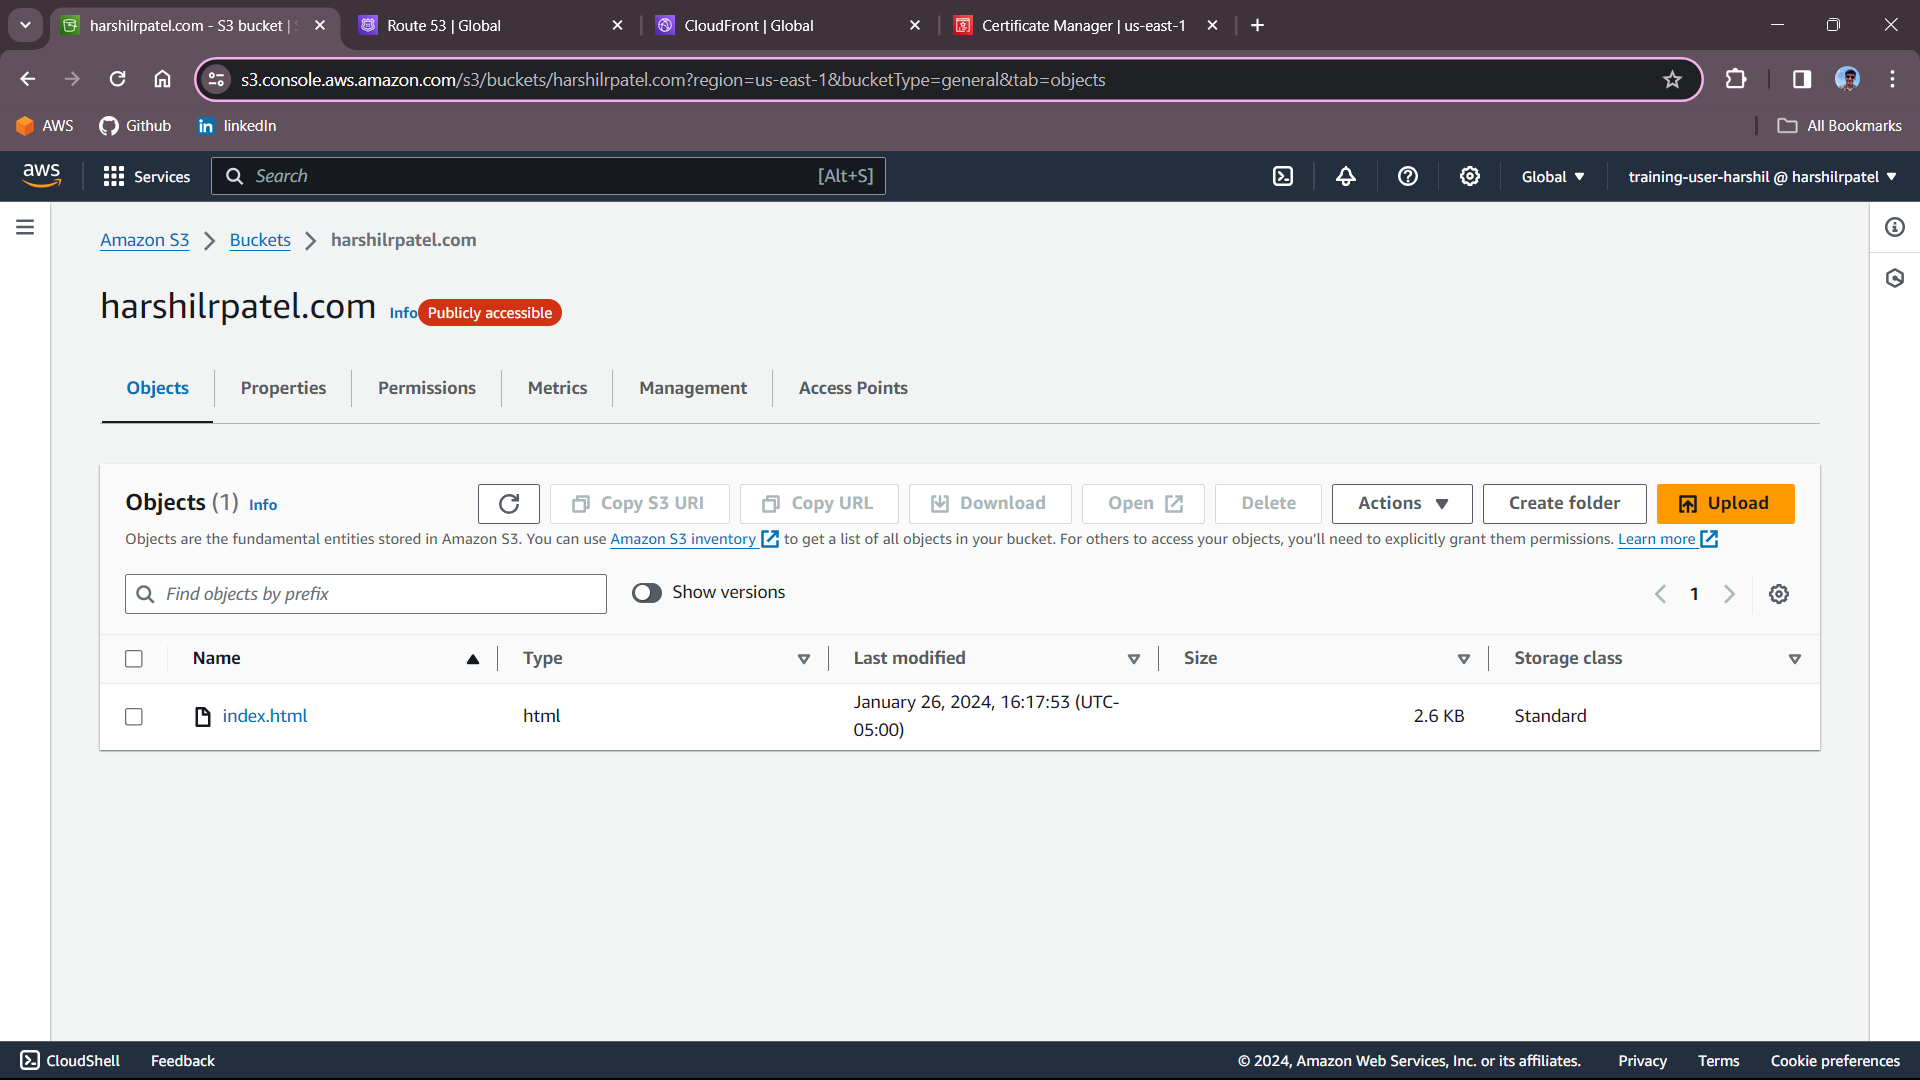 harshilrpatel.com - S3 bucket |
Route 53 | Global
CloudFront | Global
Certificate Manager | us-east-1
s3.console.aws.amazon.com/s3/buckets/harshilrpatel.com?region=us-east-1&bucketType=general&tab=objects
AWS
Github
linkedIn
All Bookmarks
aws
Services
Search
[Alt+S]
Global
training-user-harshil @ harshilrpatel
Amazon S3
Buckets
harshilrpatel.com
harshilrpatel.com Info Publicly accessible
Objects
Properties
Permissions
Metrics
Management
Access Points
Objects (1) Info
Copy S3 URI
Copy URL
Download
Open
Delete
Actions
Create folder
Upload
Objects are the fundamental entities stored in Amazon S3. You can use Amazon S3 inventory to get a list of all objects in your bucket. For others to access your objects, you'll need to explicitly grant them permissions. Learn more
Find objects by prefix
Show versions
1
Name
Type
Last modified
Size
Storage class
index.html
html
January 26, 2024, 16:17:53 (UTC-
05:00)
2.6 KB
Standard
CloudShell
Feedback
© 2024, Amazon Web Services, Inc. or its affiliates.
Privacy
Terms
Cookie preferences